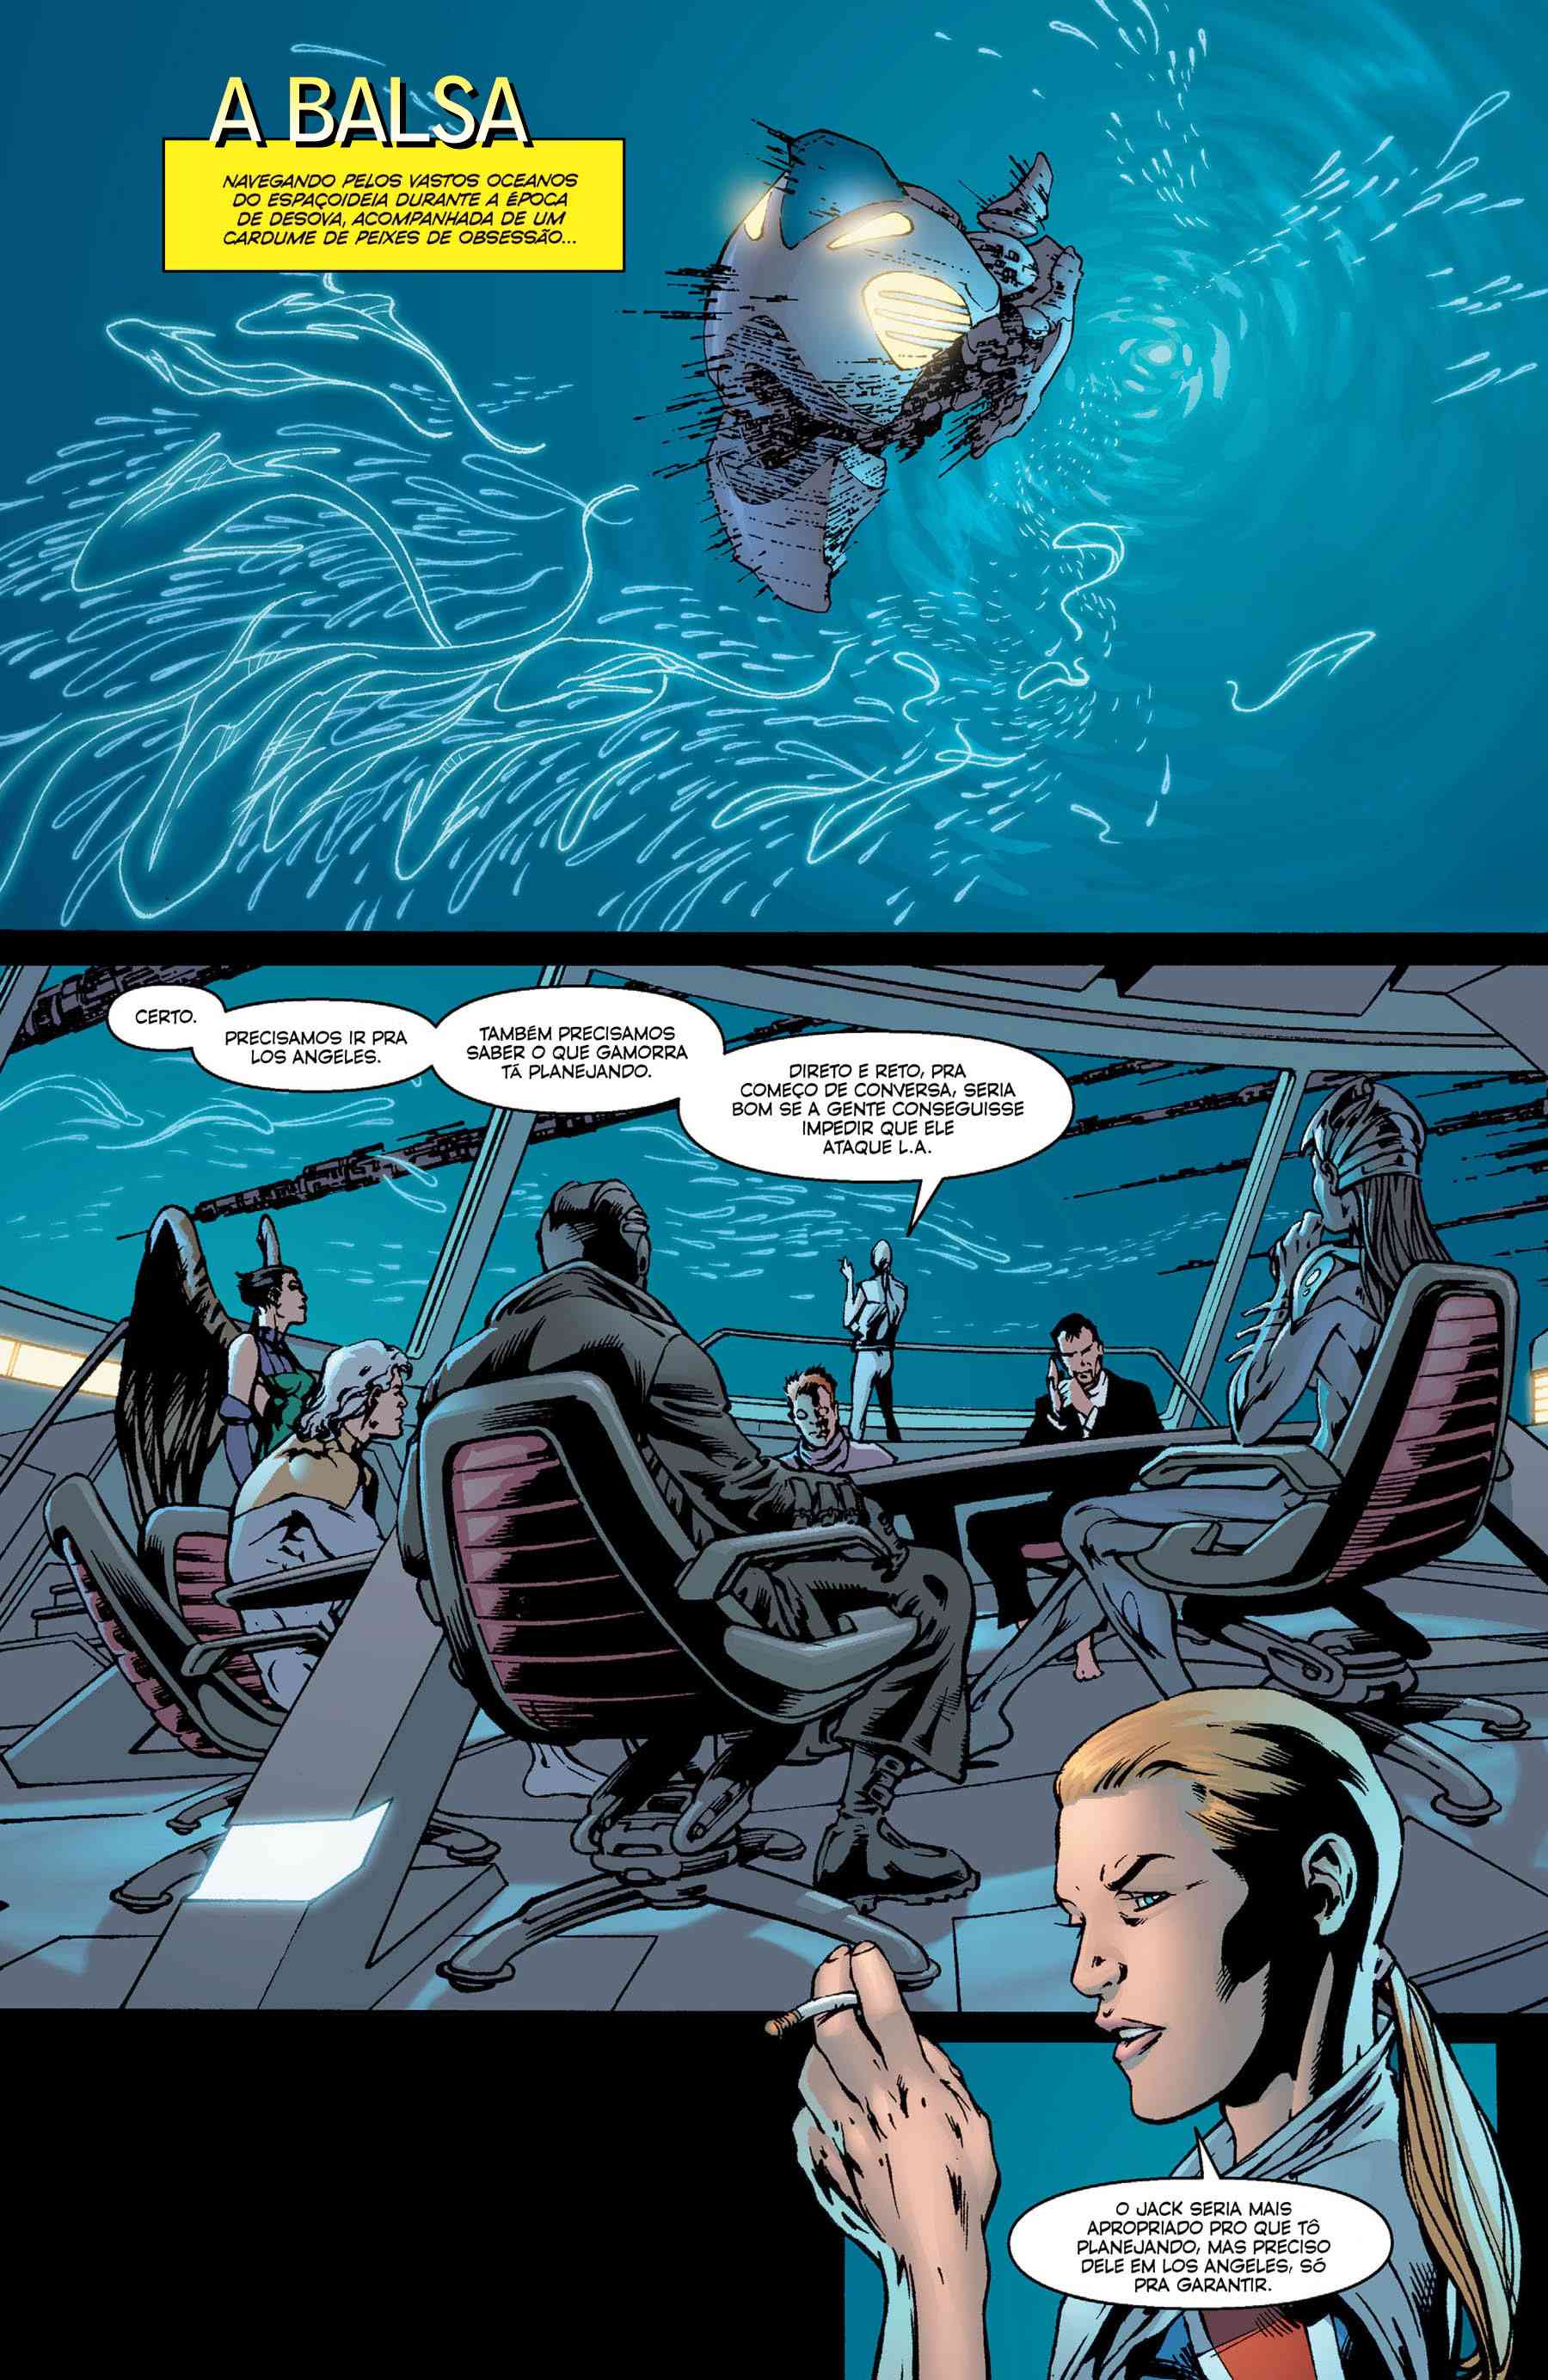 A BALSA
NAVEGANDO PELOS VASTOS OCEANOS
DO ESPAÇOIDEIA DURANTE A ÉPOCA
DE DESOVA, ACOMPANHADA DE UM
CARDUME DE PEIXES DE OBSESSÃO...
CERTO.
PRECISAMOS IR PRA
LOS ANGELES.
TAMBÉM PRECISAMOS
SABER O QUE GAMORRA
TÁ PLANEJANDO.
DIRETO E RETO, PRA
COMEÇO DE CONVERSA, SERIA
BOM SE A GENTE CONSEGUISSE
IMPEDIR QUE ELE
ATAQUE L.A.
O JACK SERIA MAIS
APROPRIADO PRO QUE TÔ
PLANEJANDO, MAS PRECISO
DELE EM LOS ANGELES, SÓ
PRA GARANTIR.